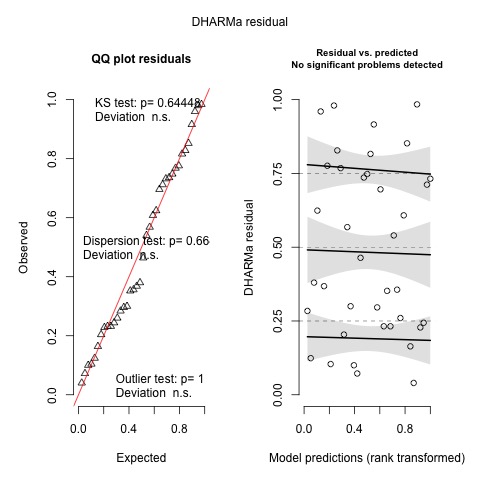 DHARMa residual
QQ plot residuals
KS test: p= 0.64448
Deviation n.s.
Dispersion test: p= 0.66
Deviation n.s.
Outlier test: p= 1
Deviation n.s.
Observed
0.0 0.2 0.4 0.6 0.8 1.0
0.0 0.4 0.8
Expected
Residual vs. predicted
No significant problems detected
DHARMa residual
0.00 0.25 0.50 0.75 1.00
0.0 0.4 0.8
Model predictions (rank transformed)